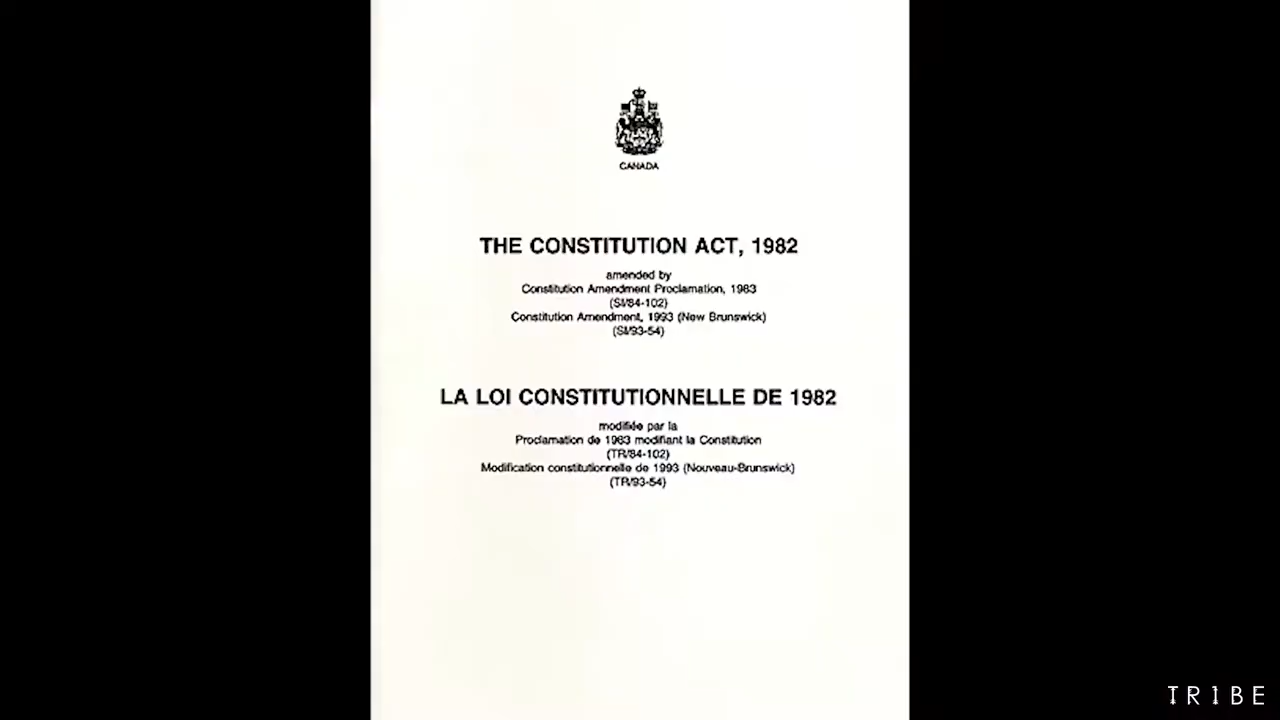 CANADA
THE CONSTITUTION ACT, 1982
amended by
Constitution Amendment Proclamation, 1983
(SI/84-102)
Constitution Amendment, 1993 (New Brunswick)
(SI/93-54)
LA LOI CONSTITUTIONNELLE DE 1982
modifiée par la
Proclamation de 1983 modifiant la Constitution
(TR/84-102)
Modification constitutionnelle de 1993 (Nouveau-Brunswick)
(TR/93-54)
TR1BE